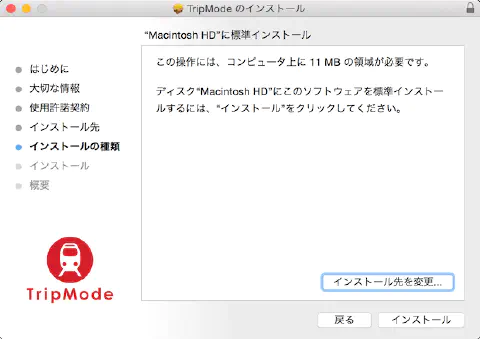 TripMode のインストール
"Macintosh HD"に標準インストール
はじめに
大切な情報
使用許諾契約
インストール先
インストールの種類
インストール
概要
この操作には、コンピュータ上に 11 MB の領域が必要です。
ディスク"Macintosh HD"にこのソフトウェアを標準インストー
ルするには、"インストール"をクリックしてください。
TripMode
インストール先を変更...
戻る
インストール